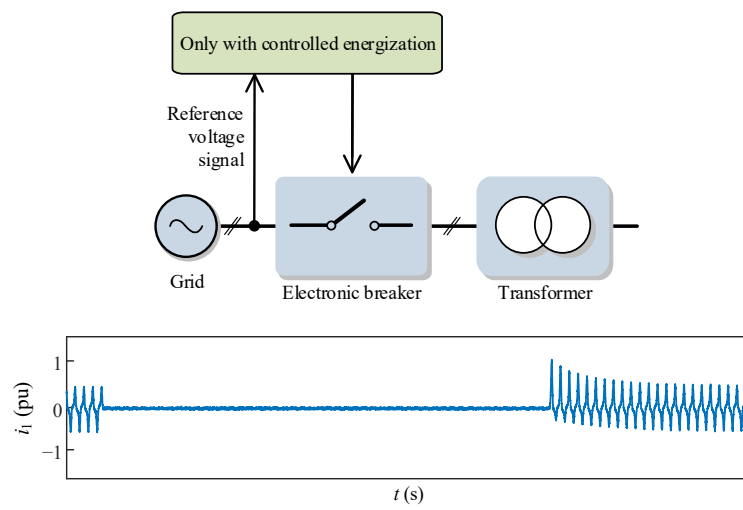 Only with controlled energization
Reference
voltage
signal
Grid
Electronic breaker
Transformer
i₁ (pu)
1
0
−1
t (s)